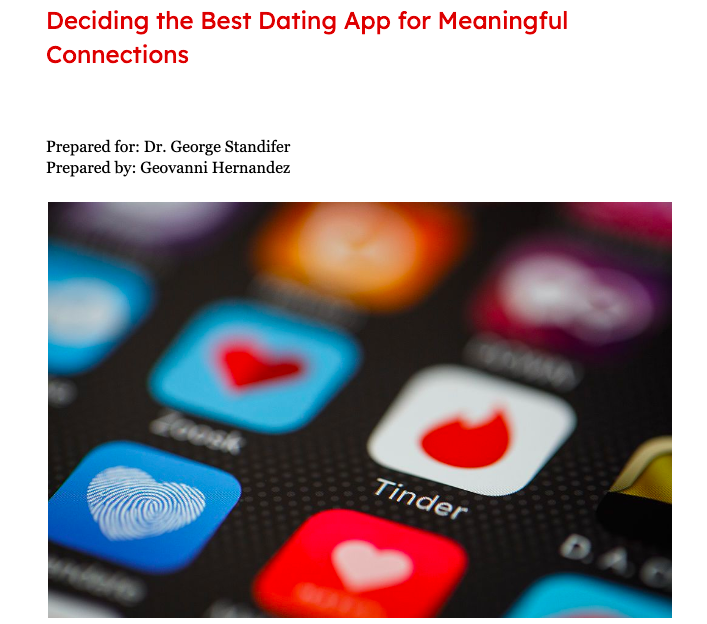 Deciding the Best Dating App for Meaningful
Connections
Prepared for: Dr. George Standifer
Prepared by: Geovanni Hernandez
Zoosk
Tinder
D.A.